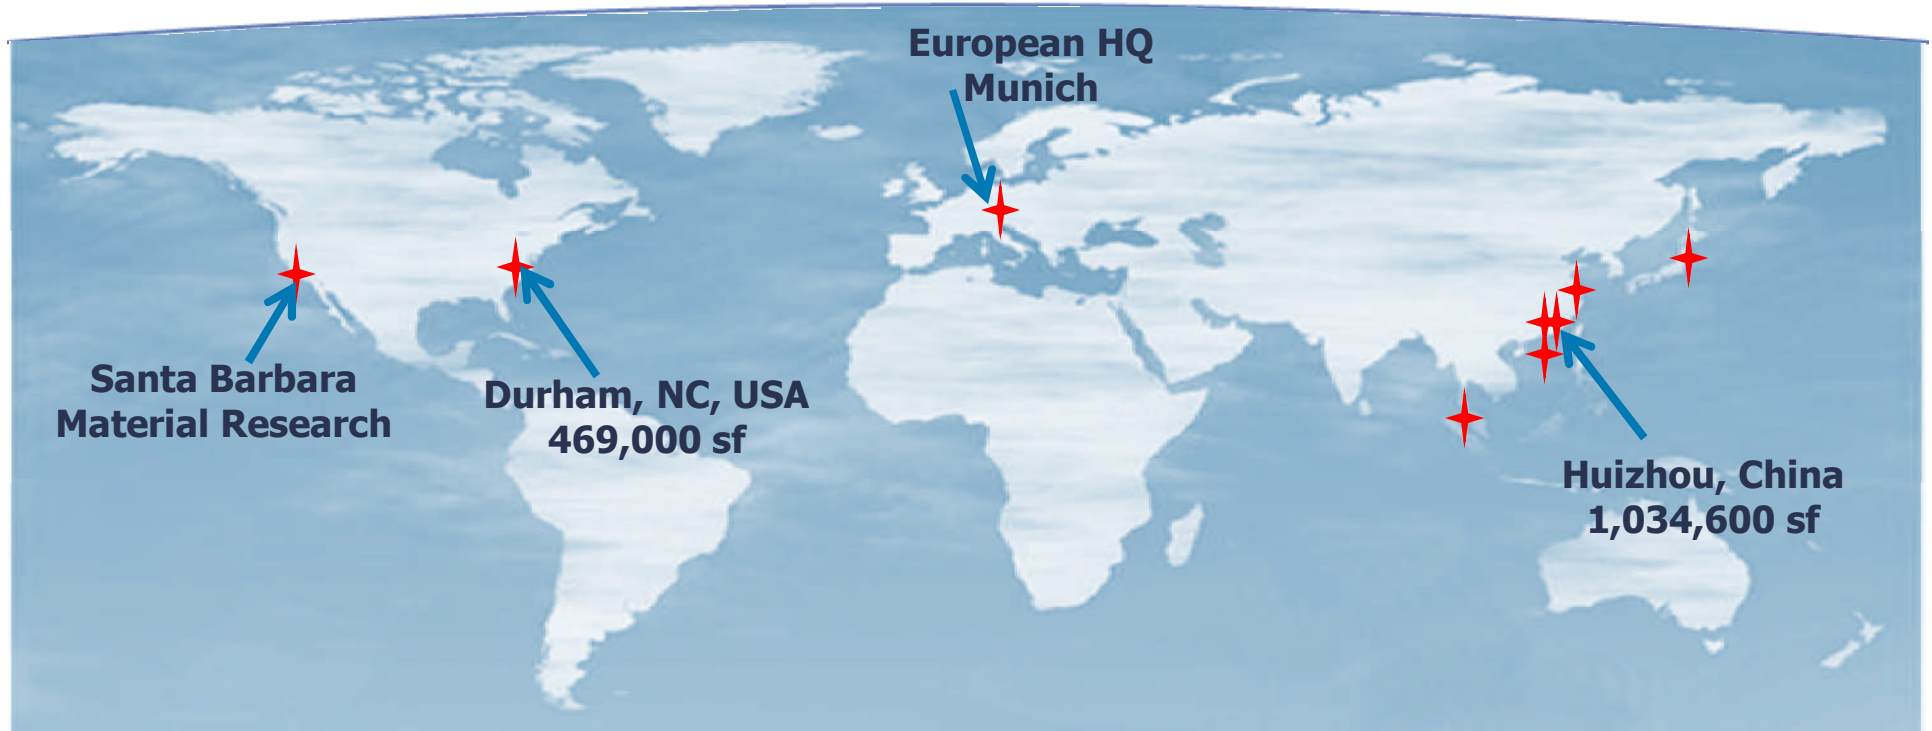 European HQ
Munich
Santa Barbara
Material Research
Durham, NC, USA
469,000 sf
Huizhou, China
1,034,600 sf